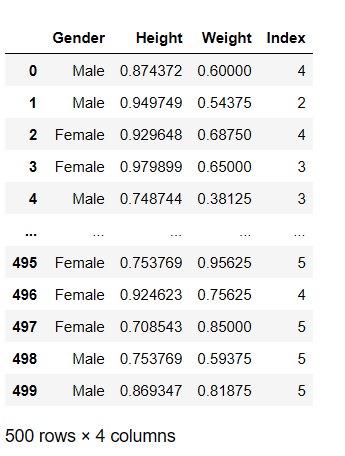 Gender Height Weight Index
0 Male 0.874372 0.60000 4
1 Male 0.949749 0.54375 2
2 Female 0.929648 0.68750 4
3 Female 0.979899 0.65000 3
4 Male 0.748744 0.38125 3
... ... ... ... ...
495 Female 0.753769 0.95625 5
496 Female 0.924623 0.75625 4
497 Female 0.708543 0.85000 5
498 Male 0.753769 0.59375 5
499 Male 0.869347 0.81875 5
500 rows × 4 columns